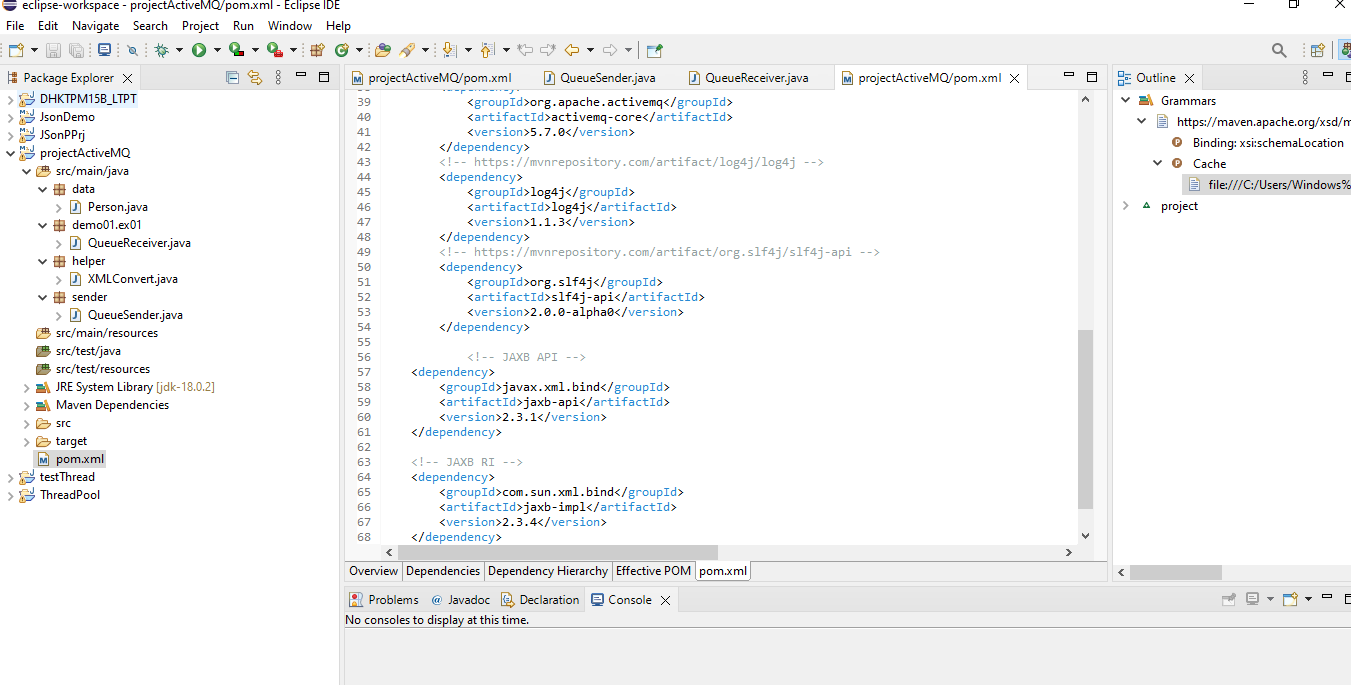 eclipse-workspace - projectActiveMQ/pom.xml - Eclipse IDE
File Edit Navigate Search Project Run Window Help
Package Explorer
DHKTPM15B_LTPT
JsonDemo
JSonPPrj
projectActiveMQ
src/main/java
data
Person.java
demo01.ex01
QueueReceiver.java
helper
XMLConvert.java
sender
QueueSender.java
src/main/resources
src/test/java
src/test/resources
JRE System Library [jdk-18.0.2]
Maven Dependencies
src
target
pom.xml
testThread
ThreadPool
projectActiveMQ/pom.xml QueueSender.java QueueReceiver.java projectActiveMQ/pom.xml
39 <groupId>org.apache.activemq</groupId>
40 <artifactId>activemq-core</artifactId>
41 <version>5.7.0</version>
42 </dependency>
43 <!-- https://mvnrepository.com/artifact/log4j/log4j -->
44 <dependency>
45 <groupId>log4j</groupId>
46 <artifactId>log4j</artifactId>
47 <version>1.1.3</version>
48 </dependency>
49 <!-- https://mvnrepository.com/artifact/org.slf4j/slf4j-api -->
50 <dependency>
51 <groupId>org.slf4j</groupId>
52 <artifactId>slf4j-api</artifactId>
53 <version>2.0.0-alpha0</version>
54 </dependency>
55
56 <!-- JAXB API -->
57 <dependency>
58 <groupId>javax.xml.bind</groupId>
59 <artifactId>jaxb-api</artifactId>
60 <version>2.3.1</version>
61 </dependency>
62
63 <!-- JAXB RI -->
64 <dependency>
65 <groupId>com.sun.xml.bind</groupId>
66 <artifactId>jaxb-impl</artifactId>
67 <version>2.3.4</version>
68 </dependency>
Overview Dependencies Dependency Hierarchy Effective POM pom.xml
Problems @ Javadoc Declaration Console
No consoles to display at this time.
Outline
Grammars
https://maven.apache.org/xsd/m
Binding: xsi:schemaLocation
Cache
file:///C:/Users/Windows%
project